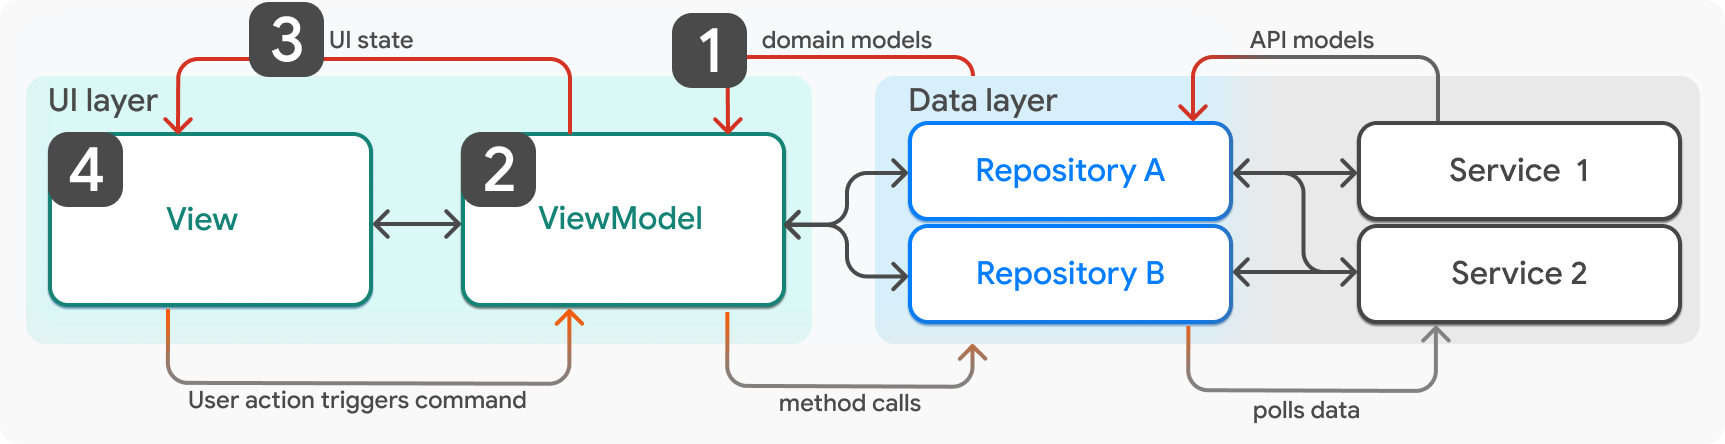 3
UI state
1
domain models
API models
UI layer
Data layer
4
View
2
ViewModel
Repository A
Service 1
Repository B
Service 2
User action triggers command
method calls
polls data